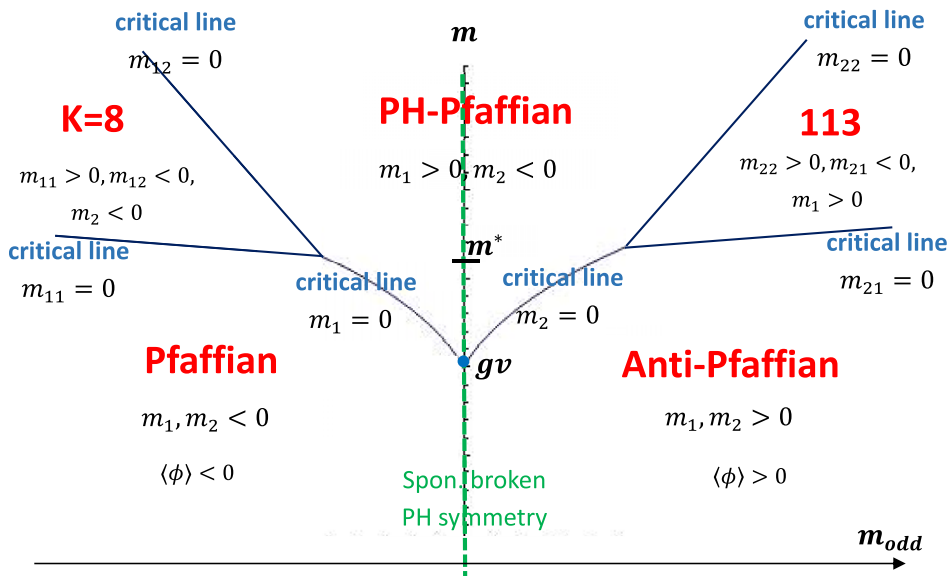 critical line
m₁₂ = 0
m
critical line
m₂₂ = 0
K=8
PH-Pfaffian
113
m₁₁ > 0, m₁₂ < 0,
m₂ < 0
m₁ > 0, m₂ < 0
m₂₂ > 0, m₂₁ < 0,
m₁ > 0
critical line
m₁₁ = 0
m*
critical line
m₂₁ = 0
critical line
m₁ = 0
critical line
m₂ = 0
gv
Pfaffian
m₁, m₂ < 0
⟨ϕ⟩ < 0
Anti-Pfaffian
m₁, m₂ > 0
⟨ϕ⟩ > 0
Spon. broken
PH symmetry
m_odd